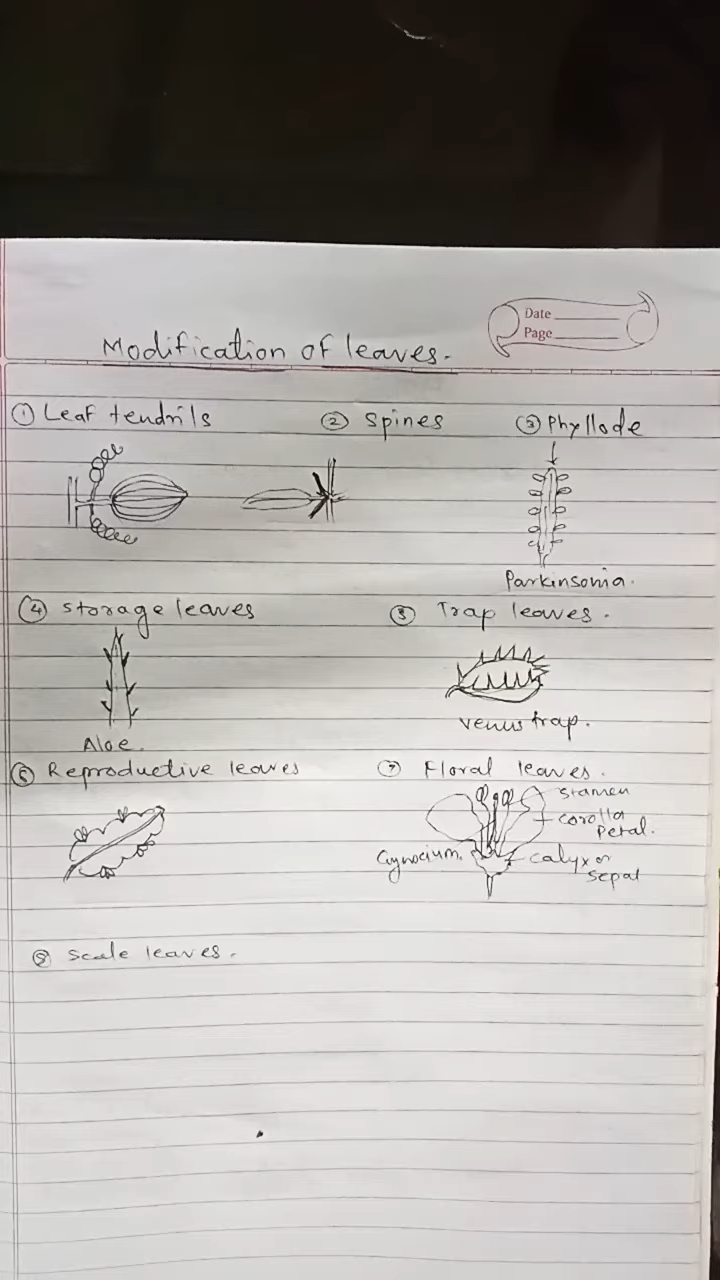 Date
Page
Modification of leaves.
① Leaf tendrils
② Spines
③ Phyllode
Parkinsonia.
④ Storage leaves
⑤ Trap leaves.
Aloe.
Venus trap.
⑥ Reproductive leaves
⑦ Floral leaves.
Stamen
corolla
Petal.
Gynocium.
calyx or
sepal
⑧ Scale leaves.